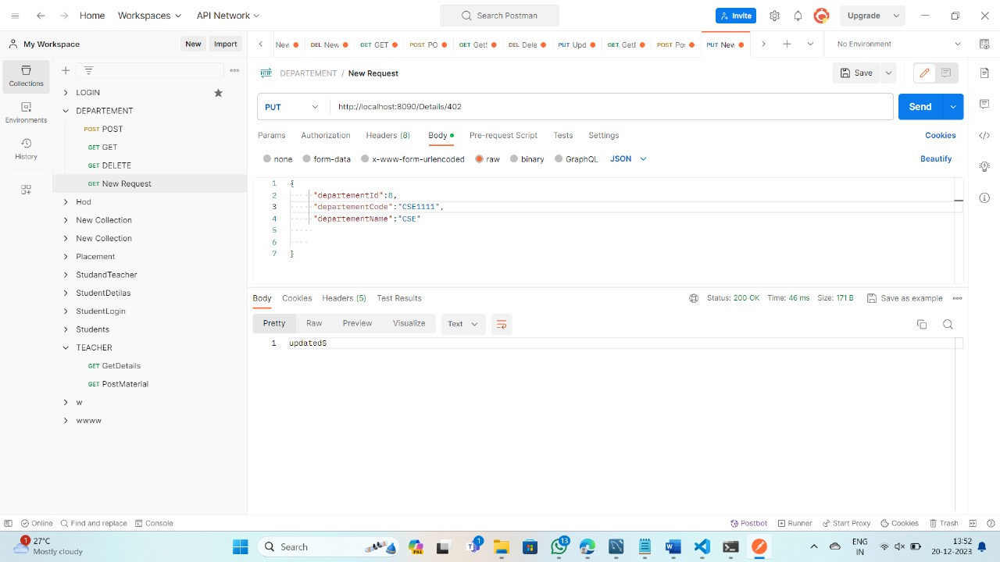 Home Workspaces API Network Search Postman Invite Upgrade
My Workspace New Import New DEL New GET GET POST PO GET GetS DEL Dele PUT Upd GET Getl POST Po: PUT New No Environment
Collections
Environments
History
LOGIN
DEPARTEMENT
POST POST
GET GET
GET DELETE
GET New Request
Hod
New Collection
New Collection
Placement
StudandTeacher
StudentDetilas
StudentLogin
Students
TEACHER
GET GetDetails
GET PostMaterial
w
wwww
HTTP DEPARTEMENT / New Request Save
PUT http://localhost:8090/Details/402 Send
Params Authorization Headers (8) Body Pre-request Script Tests Settings Cookies
none form-data x-www-form-urlencoded raw binary GraphQL JSON Beautify
1 {
2 "departementId":8,
3 "departementCode":"CSE1111",
4 "departementName":"CSE"
5
6
7 }
Body Cookies Headers (5) Test Results Status: 200 OK Time: 46 ms Size: 171 B Save as example
Pretty Raw Preview Visualize Text
1 updatedS
Online Find and replace Console Postbot Runner Start Proxy Cookies Trash
1 27°C
Mostly cloudy
Search PRE 1 13
ENG
IN
13:52
20-12-2023